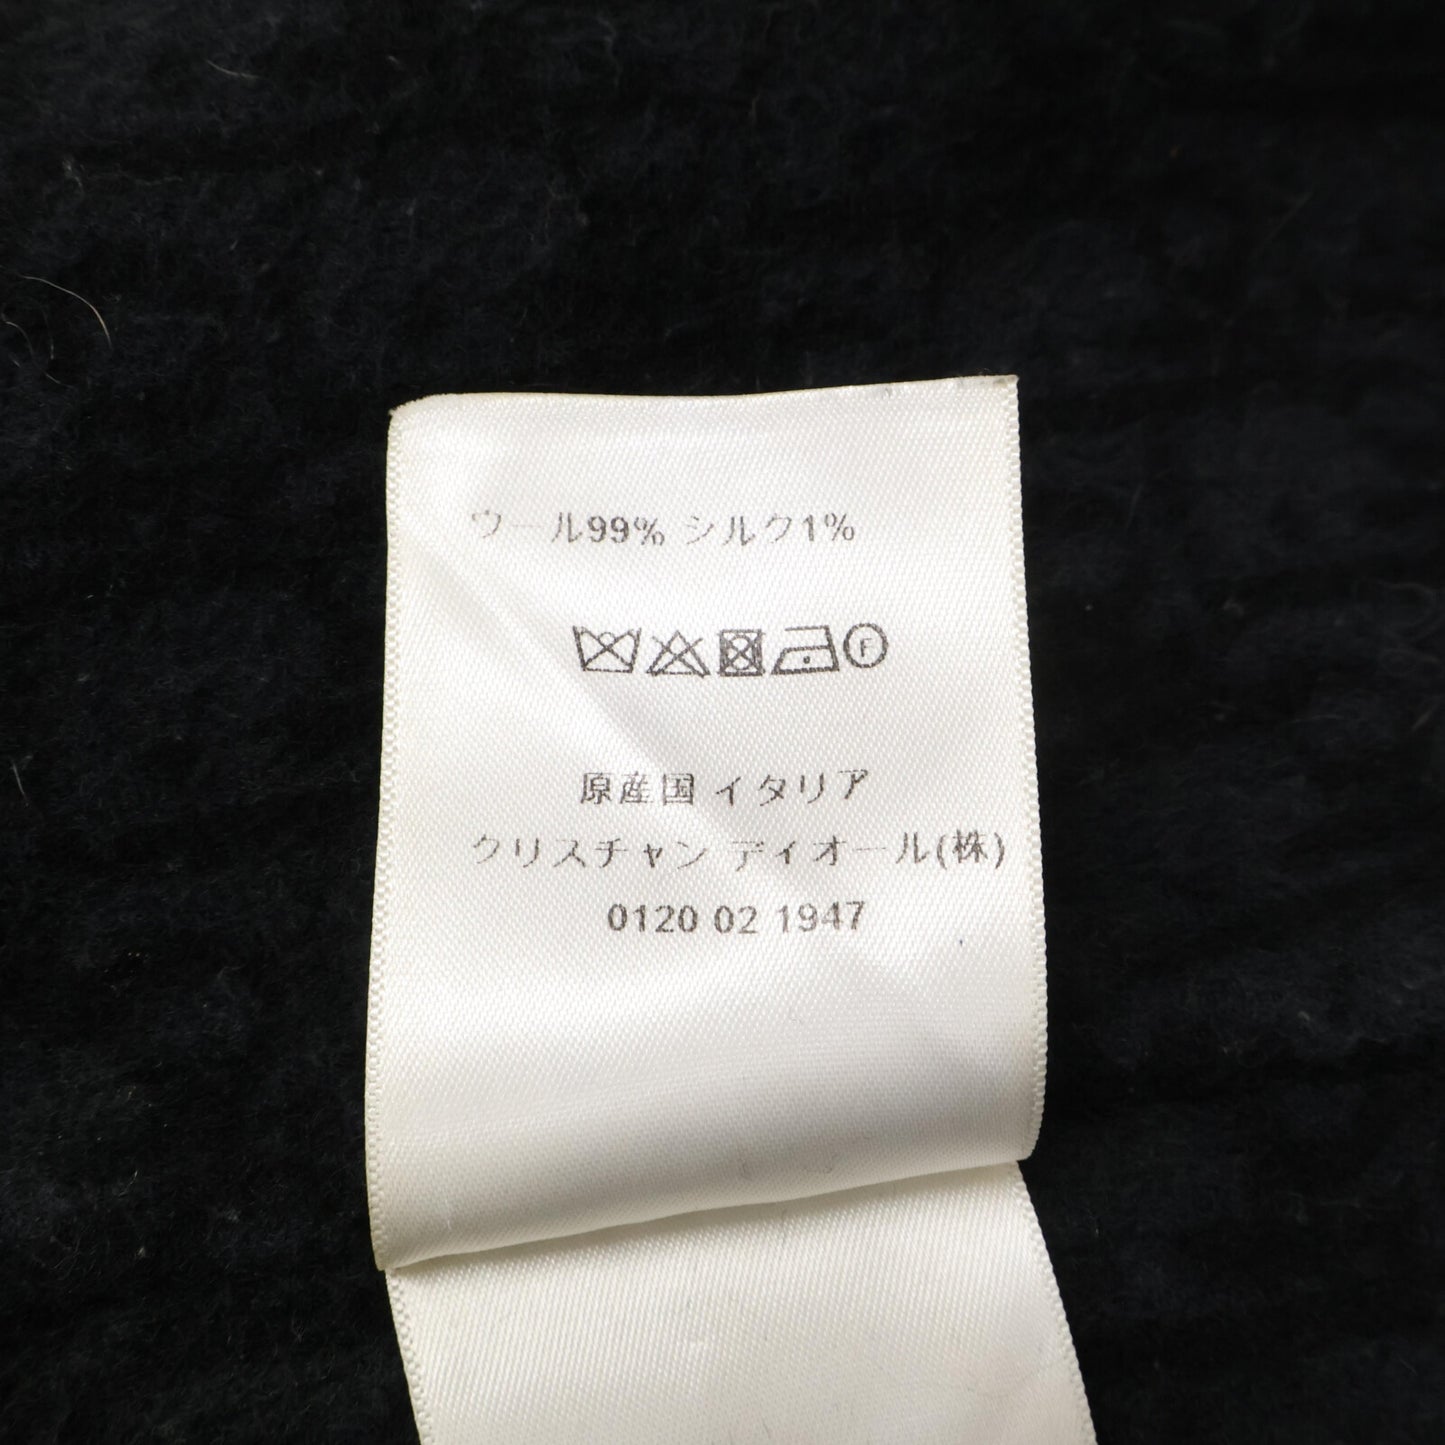 ウール99% シルク1%
F
原産国 イタリア
クリスチャン ディオール(株)
0120 02 1947